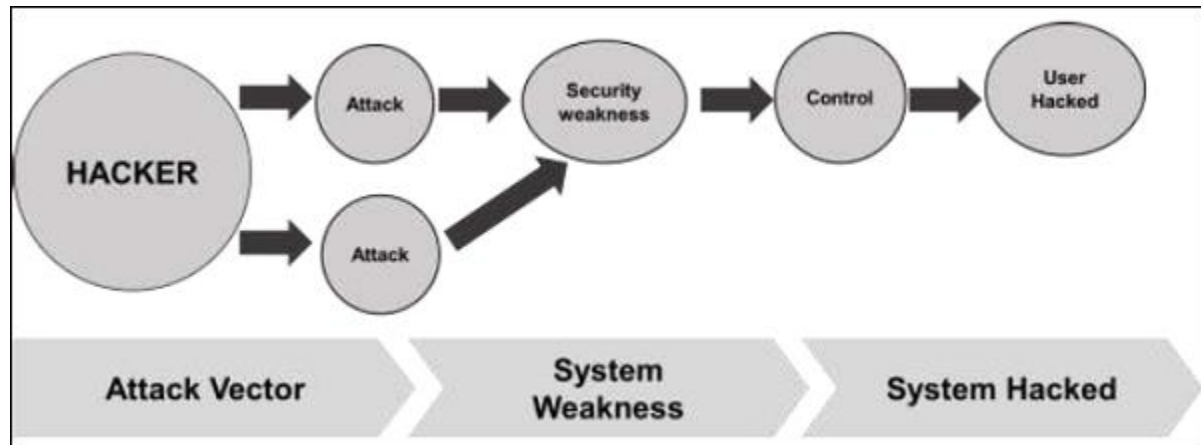 HACKER
Attack
Attack
Security
weakness
Control
User
Hacked
Attack Vector
System
Weakness
System Hacked